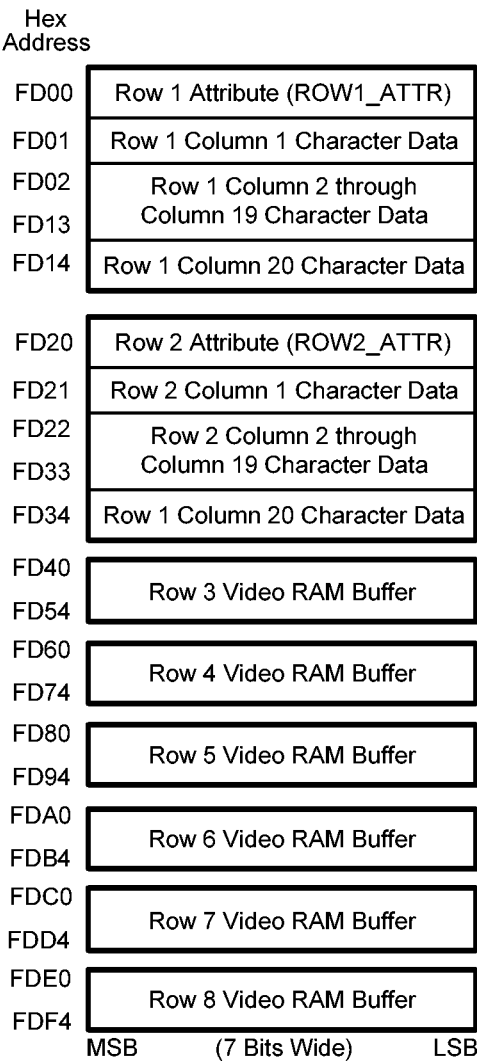 Hex
Address
FD00 Row 1 Attribute (ROW1_ATTR)
FD01 Row 1 Column 1 Character Data
FD02 Row 1 Column 2 through
FD13 Column 19 Character Data
FD14 Row 1 Column 20 Character Data
FD20 Row 2 Attribute (ROW2_ATTR)
FD21 Row 2 Column 1 Character Data
FD22 Row 2 Column 2 through
FD33 Column 19 Character Data
FD34 Row 1 Column 20 Character Data
FD40
Row 3 Video RAM Buffer
FD54
FD60
Row 4 Video RAM Buffer
FD74
FD80
Row 5 Video RAM Buffer
FD94
FDA0
Row 6 Video RAM Buffer
FDB4
FDC0
Row 7 Video RAM Buffer
FDD4
FDE0
Row 8 Video RAM Buffer
FDF4
MSB (7 Bits Wide) LSB